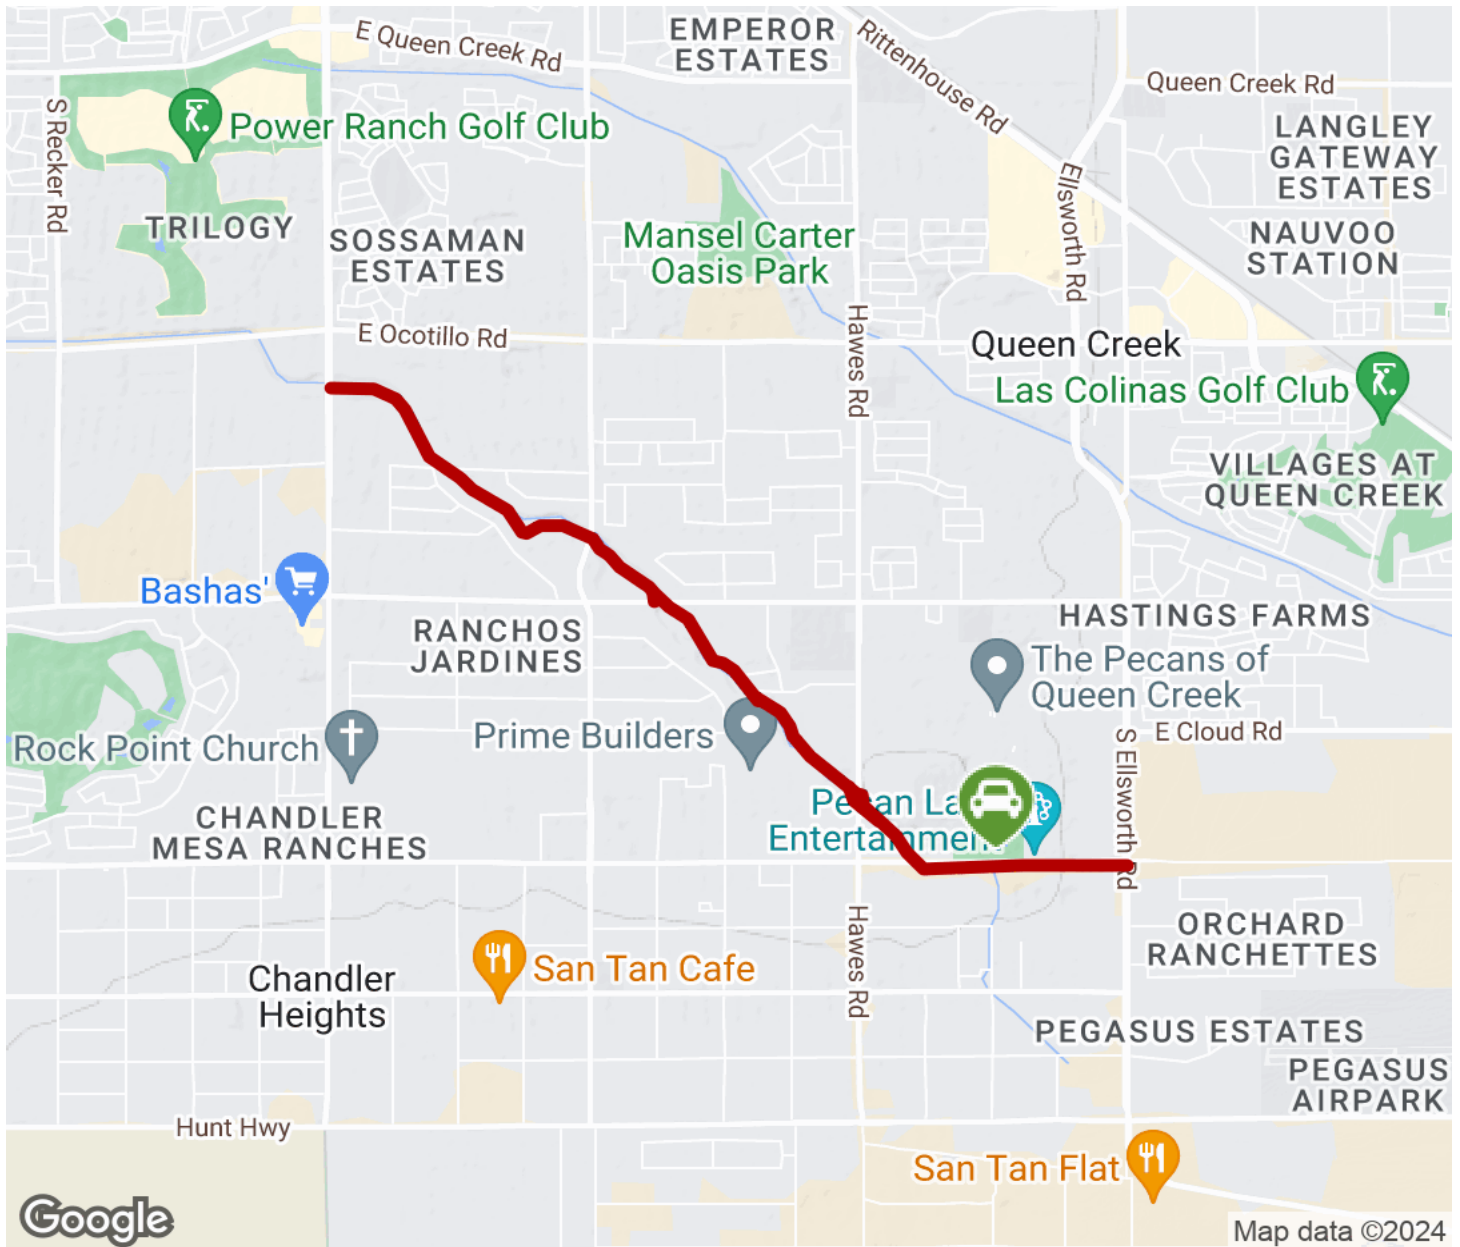 EMPEROR
ESTATES
E Queen Creek Rd
Rittenhouse Rd
Queen Creek Rd
S Recker Rd
Power Ranch Golf Club
LANGLEY
GATEWAY
ESTATES
TRILOGY
SOSSAMAN
ESTATES
Mansel Carter
Oasis Park
Ellsworth Rd
NAUVOO
STATION
E Ocotillo Rd
Hawes Rd
Queen Creek
Las Colinas Golf Club
VILLAGES AT
QUEEN CREEK
Bashas'
RANCHOS
JARDINES
HASTINGS FARMS
The Pecans of
Queen Creek
Rock Point Church
Prime Builders
S Ellsworth Rd
E Cloud Rd
CHANDLER
MESA RANCHES
Entertainment
Hawes Rd
ORCHARD
RANCHETTES
Chandler
Heights
San Tan Cafe
PEGASUS ESTATES
PEGASUS
AIRPARK
Hunt Hwy
San Tan Flat
Google
Map data ©2024